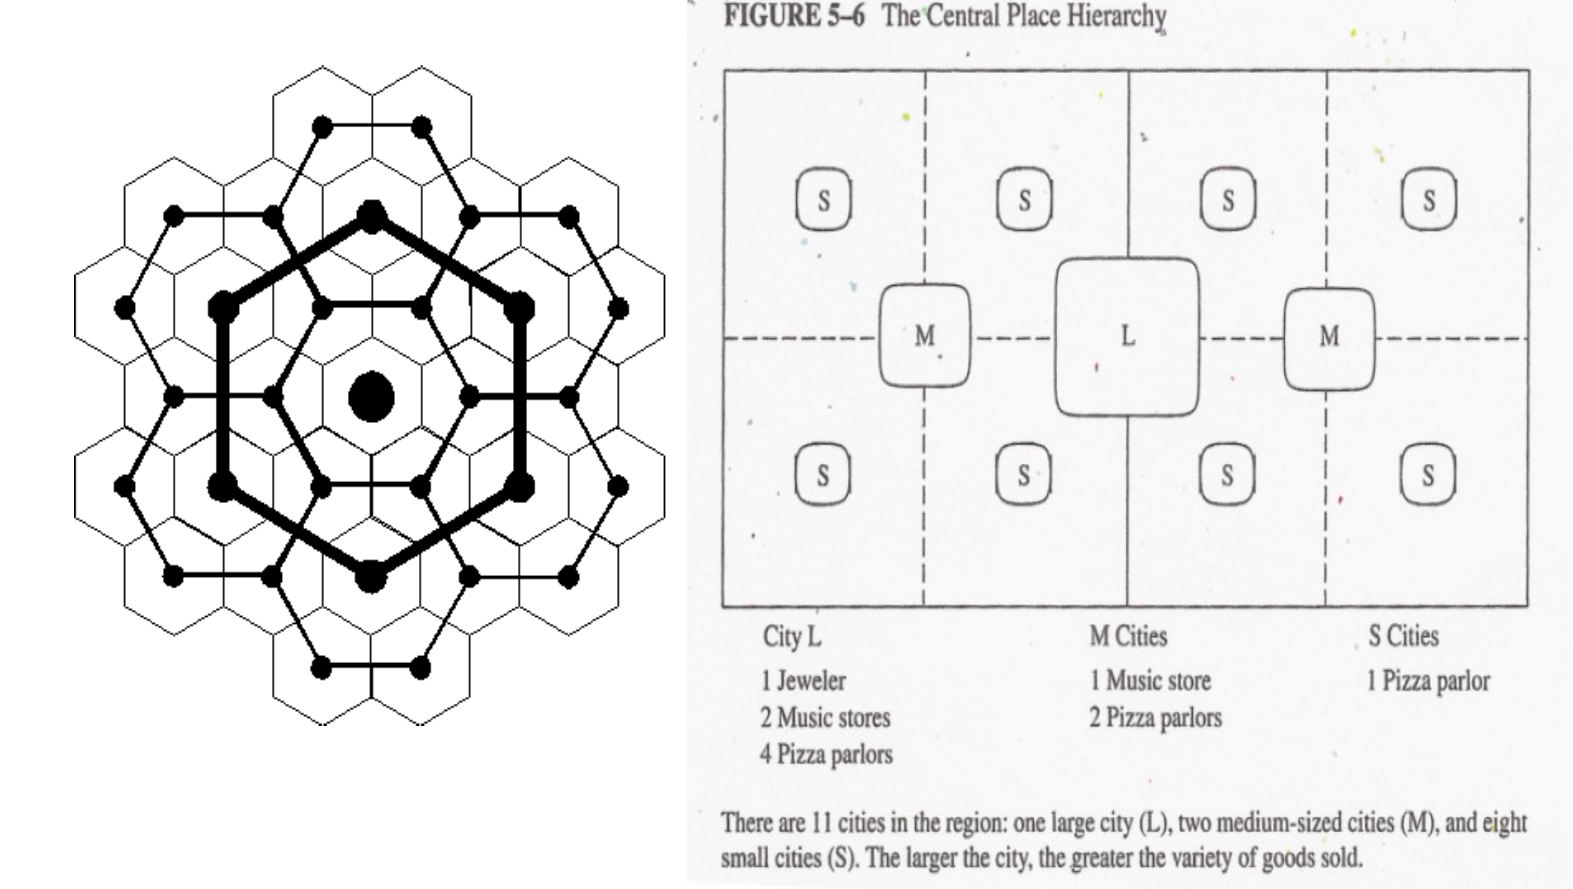 FIGURE 5–6 The Central Place Hierarchy
S S S S
M L M
S S S S
City L M Cities S Cities
1 Jeweler 1 Music store 1 Pizza parlor
2 Music stores 2 Pizza parlors
4 Pizza parlors
There are 11 cities in the region: one large city (L), two medium-sized cities (M), and eight
small cities (S). The larger the city, the greater the variety of goods sold.